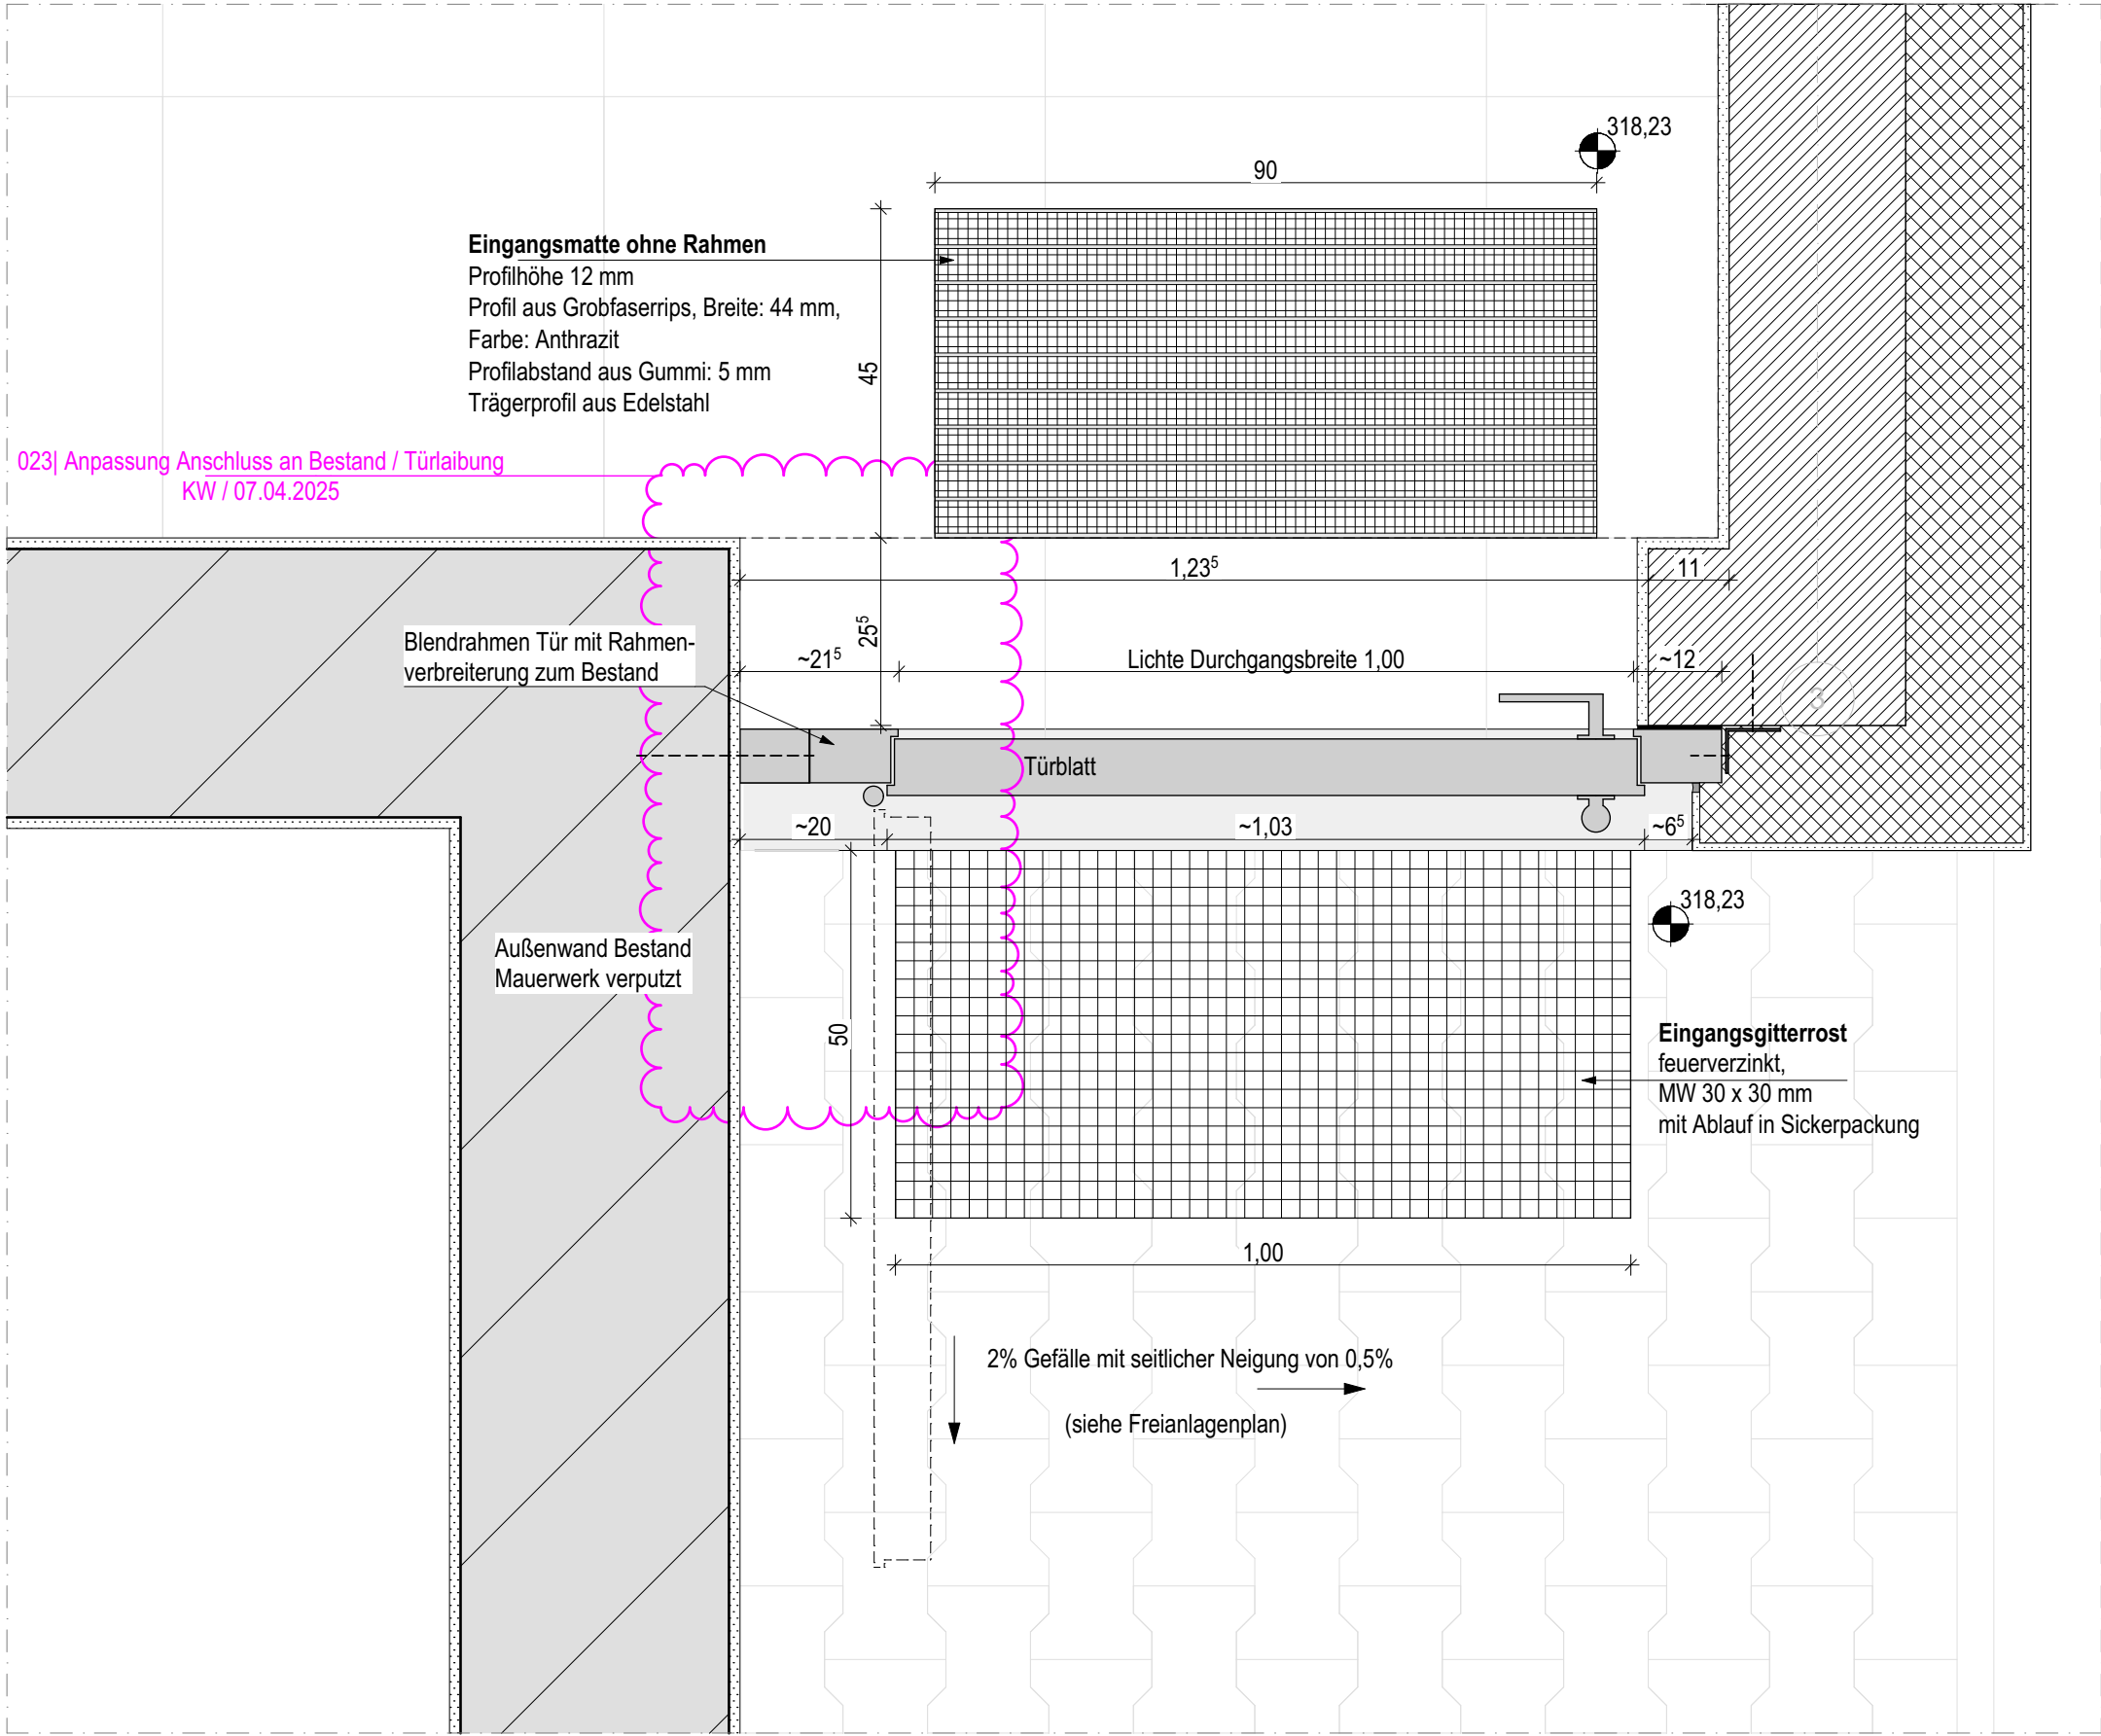 318,23
90
Eingangsmatte ohne Rahmen
Profilhöhe 12 mm
Profil aus Grobfaserrips, Breite: 44 mm,
Farbe: Anthrazit
Profilabstand aus Gummi: 5 mm
Trägerprofil aus Edelstahl
45
023| Anpassung Anschluss an Bestand / Türlaibung
KW / 07.04.2025
1,23⁵
11
25⁵
Blendrahmen Tür mit Rahmen-
verbreiterung zum Bestand
~21⁵
Lichte Durchgangsbreite 1,00
~12
3
Türblatt
~20
~1,03
~6⁵
318,23
Außenwand Bestand
Mauerwerk verputzt
50
Eingangsgitterrost
feuerverzinkt,
MW 30 x 30 mm
mit Ablauf in Sickerpackung
1,00
2% Gefälle mit seitlicher Neigung von 0,5%
(siehe Freianlagenplan)